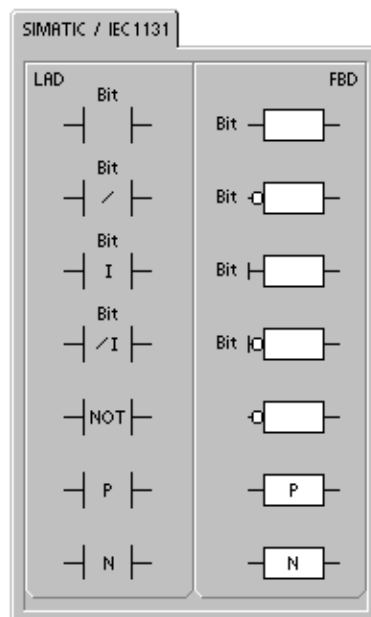 SIMATIC / IEC1131
LAD
Bit
Bit
/
Bit
I
Bit
/I
NOT
P
N
FBD
Bit
Bit
Bit
Bit
P
N